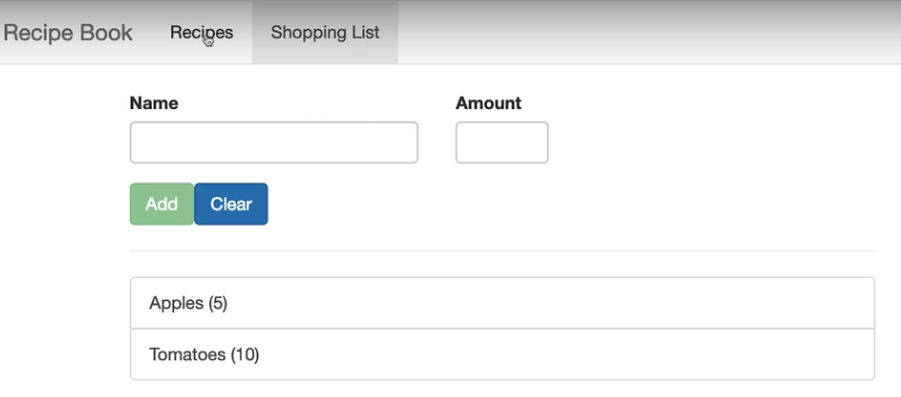 Recipe Book Recipes Shopping List
Name Amount
Add Clear
Apples (5)
Tomatoes (10)